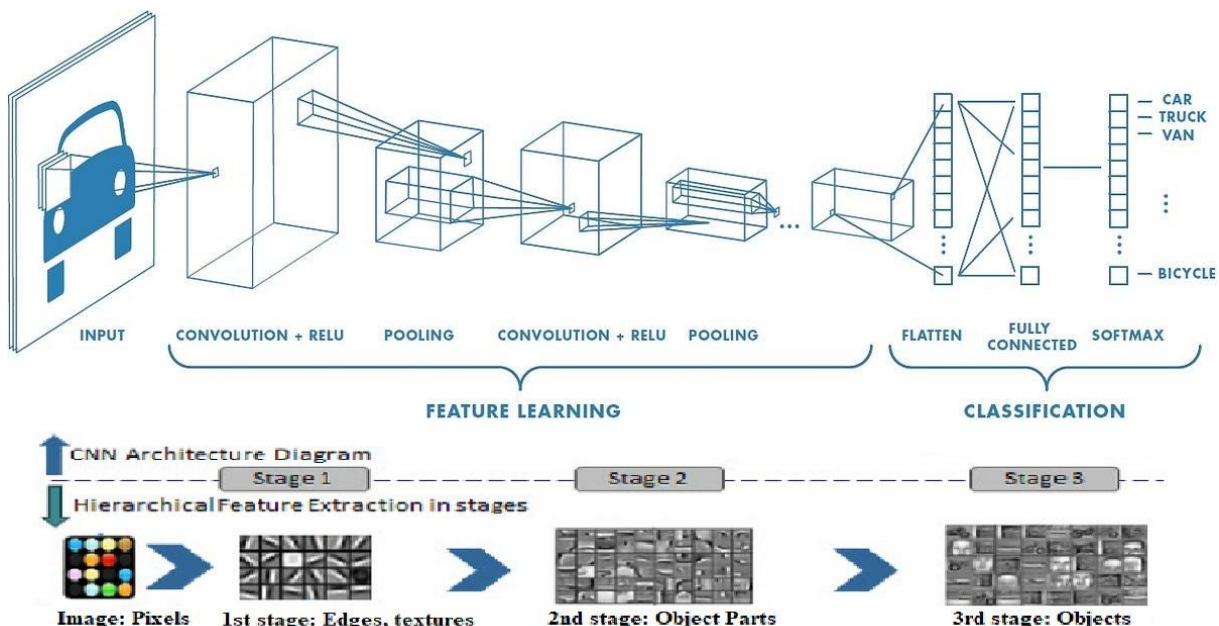 CAR
TRUCK
VAN
BICYCLE
INPUT
CONVOLUTION + RELU
POOLING
CONVOLUTION + RELU
POOLING
FLATTEN
FULLY
CONNECTED
SOFTMAX
FEATURE LEARNING
CLASSIFICATION
CNN Architecture Diagram
Stage 1
Stage 2
Stage 3
Hierarchical Feature Extraction in stages
Image: Pixels
1st stage: Edges, textures
2nd stage: Object Parts
3rd stage: Objects